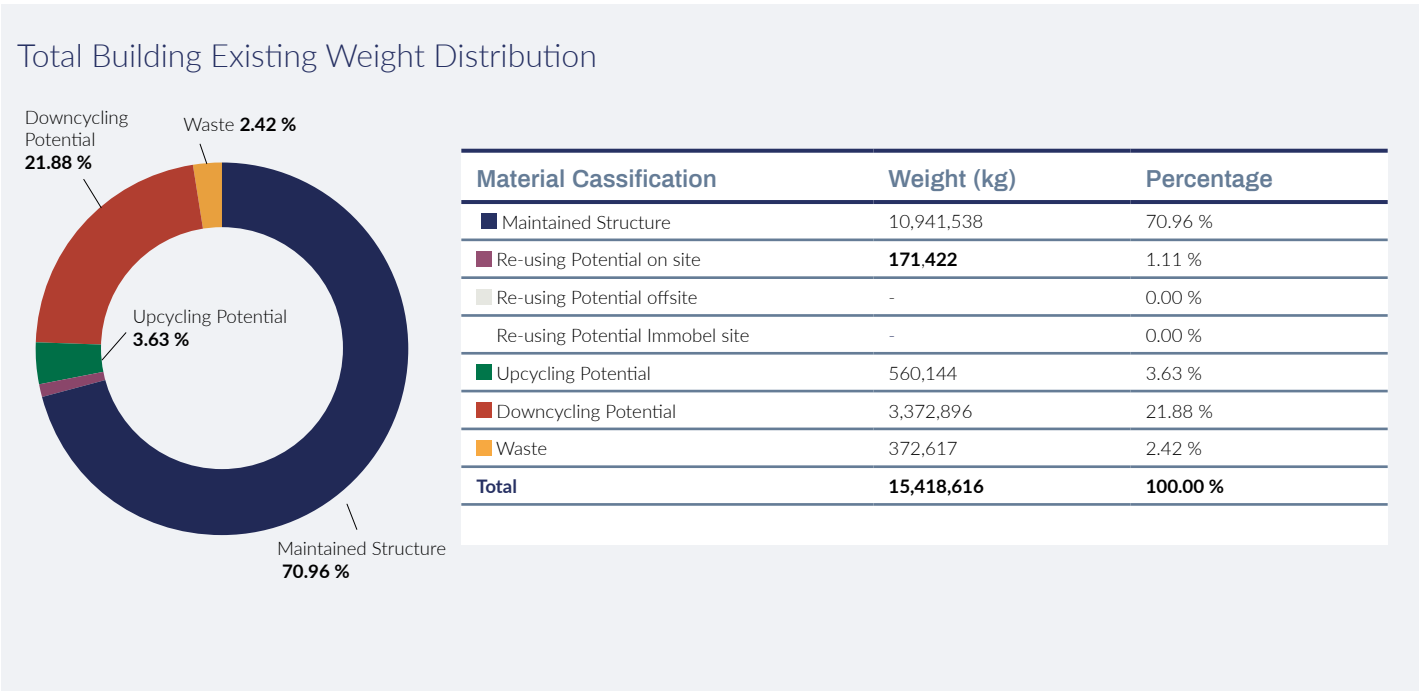 Total Building Existing Weight Distribution
Downcycling
Potential
21.88 %
Waste 2.42 %
Upcycling Potential
3.63 %
Maintained Structure
70.96 %
Material Cassification Weight (kg) Percentage
Maintained Structure 10,941,538 70.96 %
Re-using Potential on site 171,422 1.11 %
Re-using Potential offsite - 0.00 %
Re-using Potential Immobel site - 0.00 %
Upcycling Potential 560,144 3.63 %
Downcycling Potential 3,372,896 21.88 %
Waste 372,617 2.42 %
Total 15,418,616 100.00 %